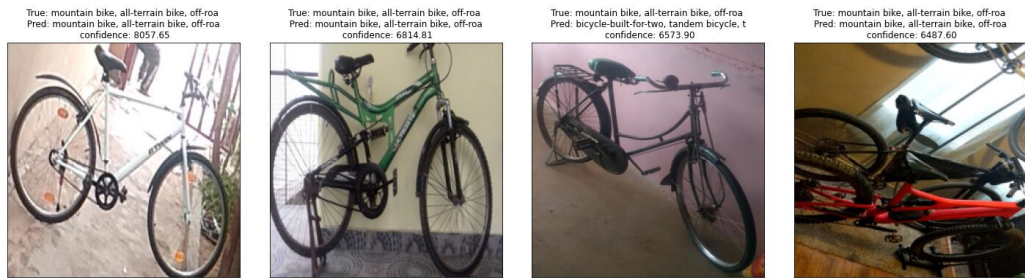 True: mountain bike, all-terrain bike, off-roa
Pred: mountain bike, all-terrain bike, off-roa
confidence: 8057.65
True: mountain bike, all-terrain bike, off-roa
Pred: mountain bike, all-terrain bike, off-roa
confidence: 6814.81
True: mountain bike, all-terrain bike, off-roa
Pred: bicycle-built-for-two, tandem bicycle, t
confidence: 6573.90
True: mountain bike, all-terrain bike, off-roa
Pred: mountain bike, all-terrain bike, off-roa
confidence: 6487.60